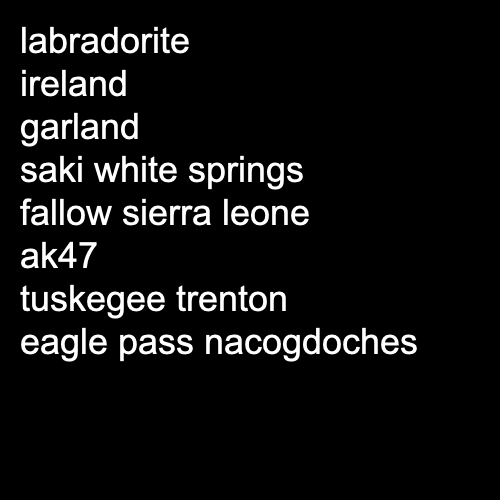 labradorite
ireland
garland
saki white springs
fallow sierra leone
ak47
tuskegee trenton
eagle pass nacogdoches